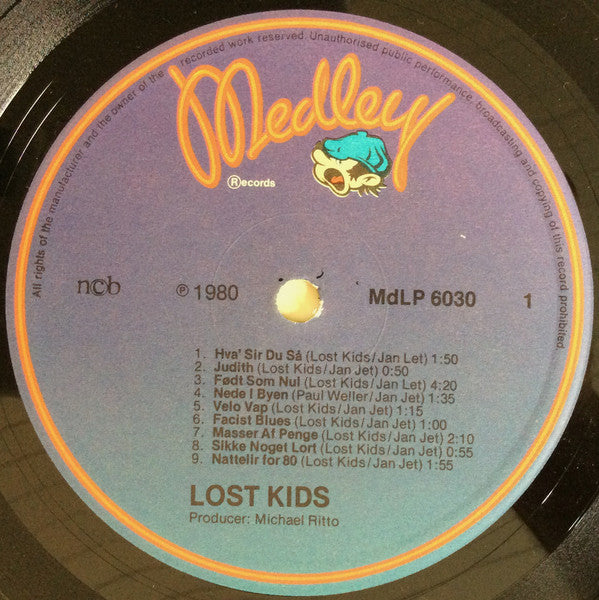 All rights of the manufacturer and the owner of the recorded work reserved. Unauthorised public performance, broadcasting and copying of this record prohibited.
Medley
Ⓡecords
ncb
Ⓟ 1980
MdLP 6030
1
1. Hva' Sir Du Så (Lost Kids/Jan Let) 1:50
2. Judith (Lost Kids/Jan Jet) 0:50
3. Født Som Nul (Lost Kids/Jan Let) 4:20
4. Nede I Byen (Paul Weller/Jan Jet) 1:35
5. Velo Vap (Lost Kids/Jan Jet) 1:15
6. Facist Blues (Lost Kids/Jan Jet) 1:00
7. Masser Af Penge (Lost Kids/Jan Jet) 2:10
8. Sikke Noget Lort (Lost Kids/Jan Jet) 0:55
9. Nattellr for 80 (Lost Kids/Jan Jet) 1:55
LOST KIDS
Producer: Michael Ritto